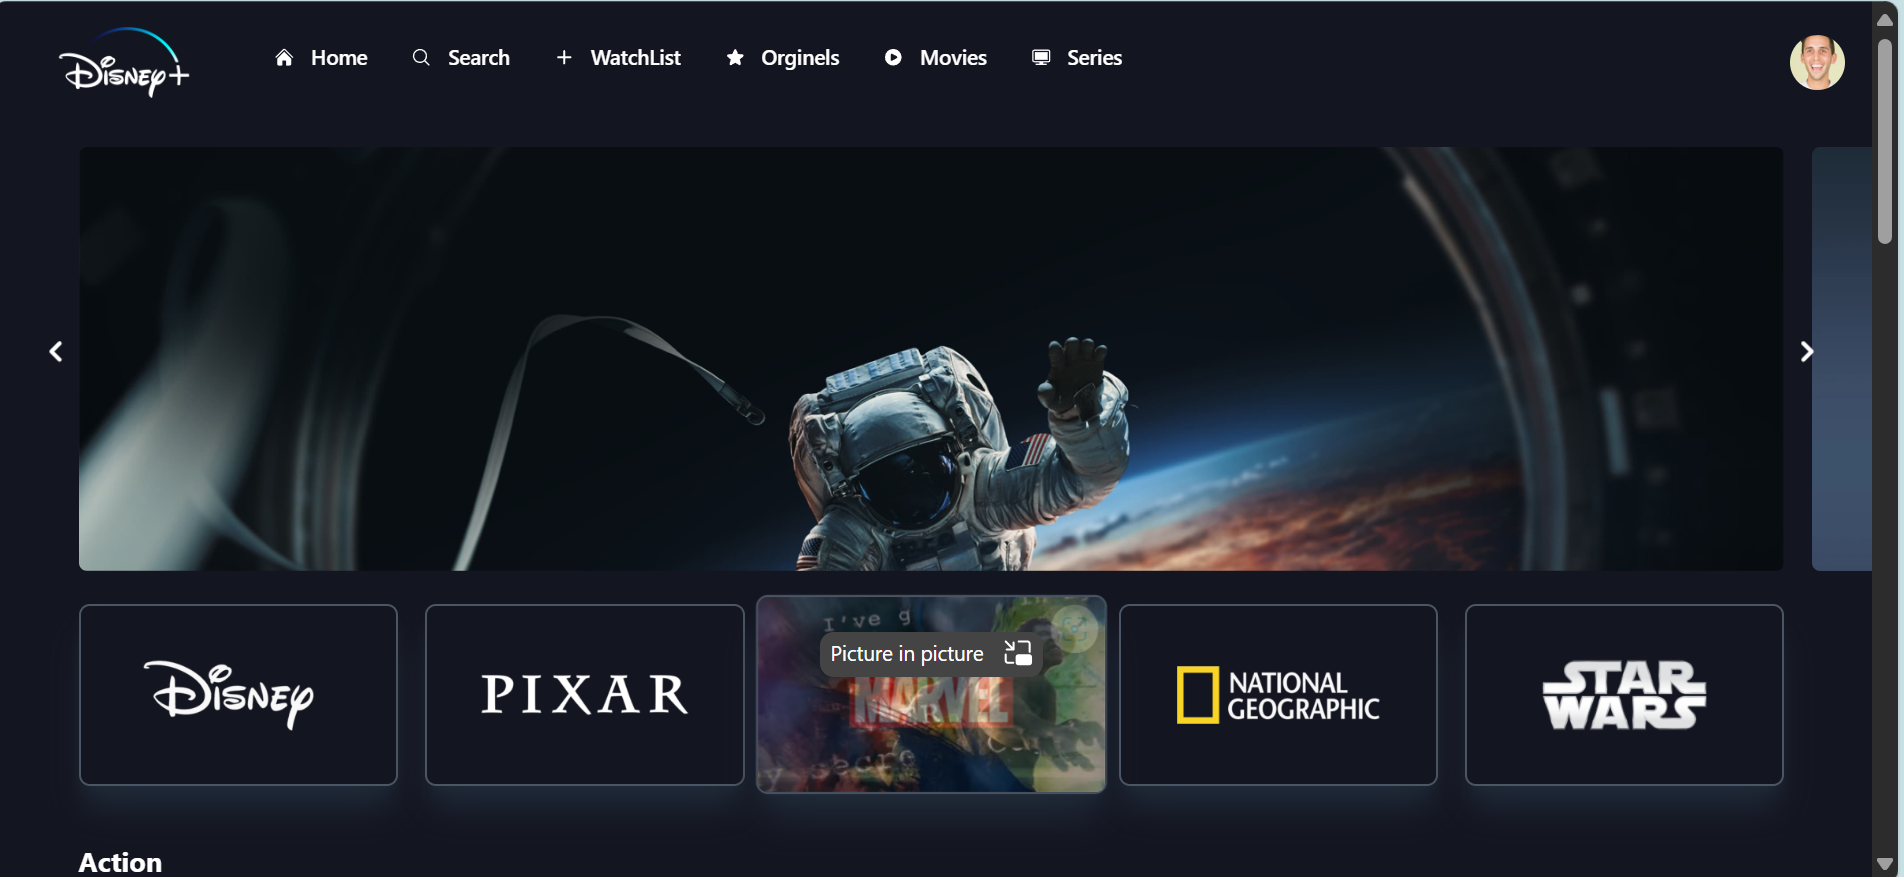 Disney+
Home
Search
WatchList
Orginels
Movies
Series
I've g
Picture in picture
MARVEL
Disney
PIXAR
NATIONAL
GEOGRAPHIC
STAR
WARS
Action